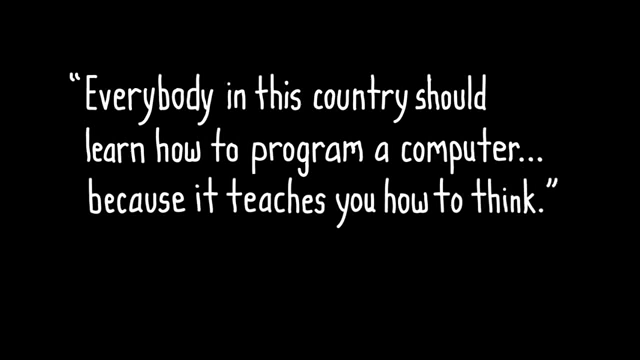 “Everybody in this country should
learn how to program a computer...
because it teaches you how to think.”